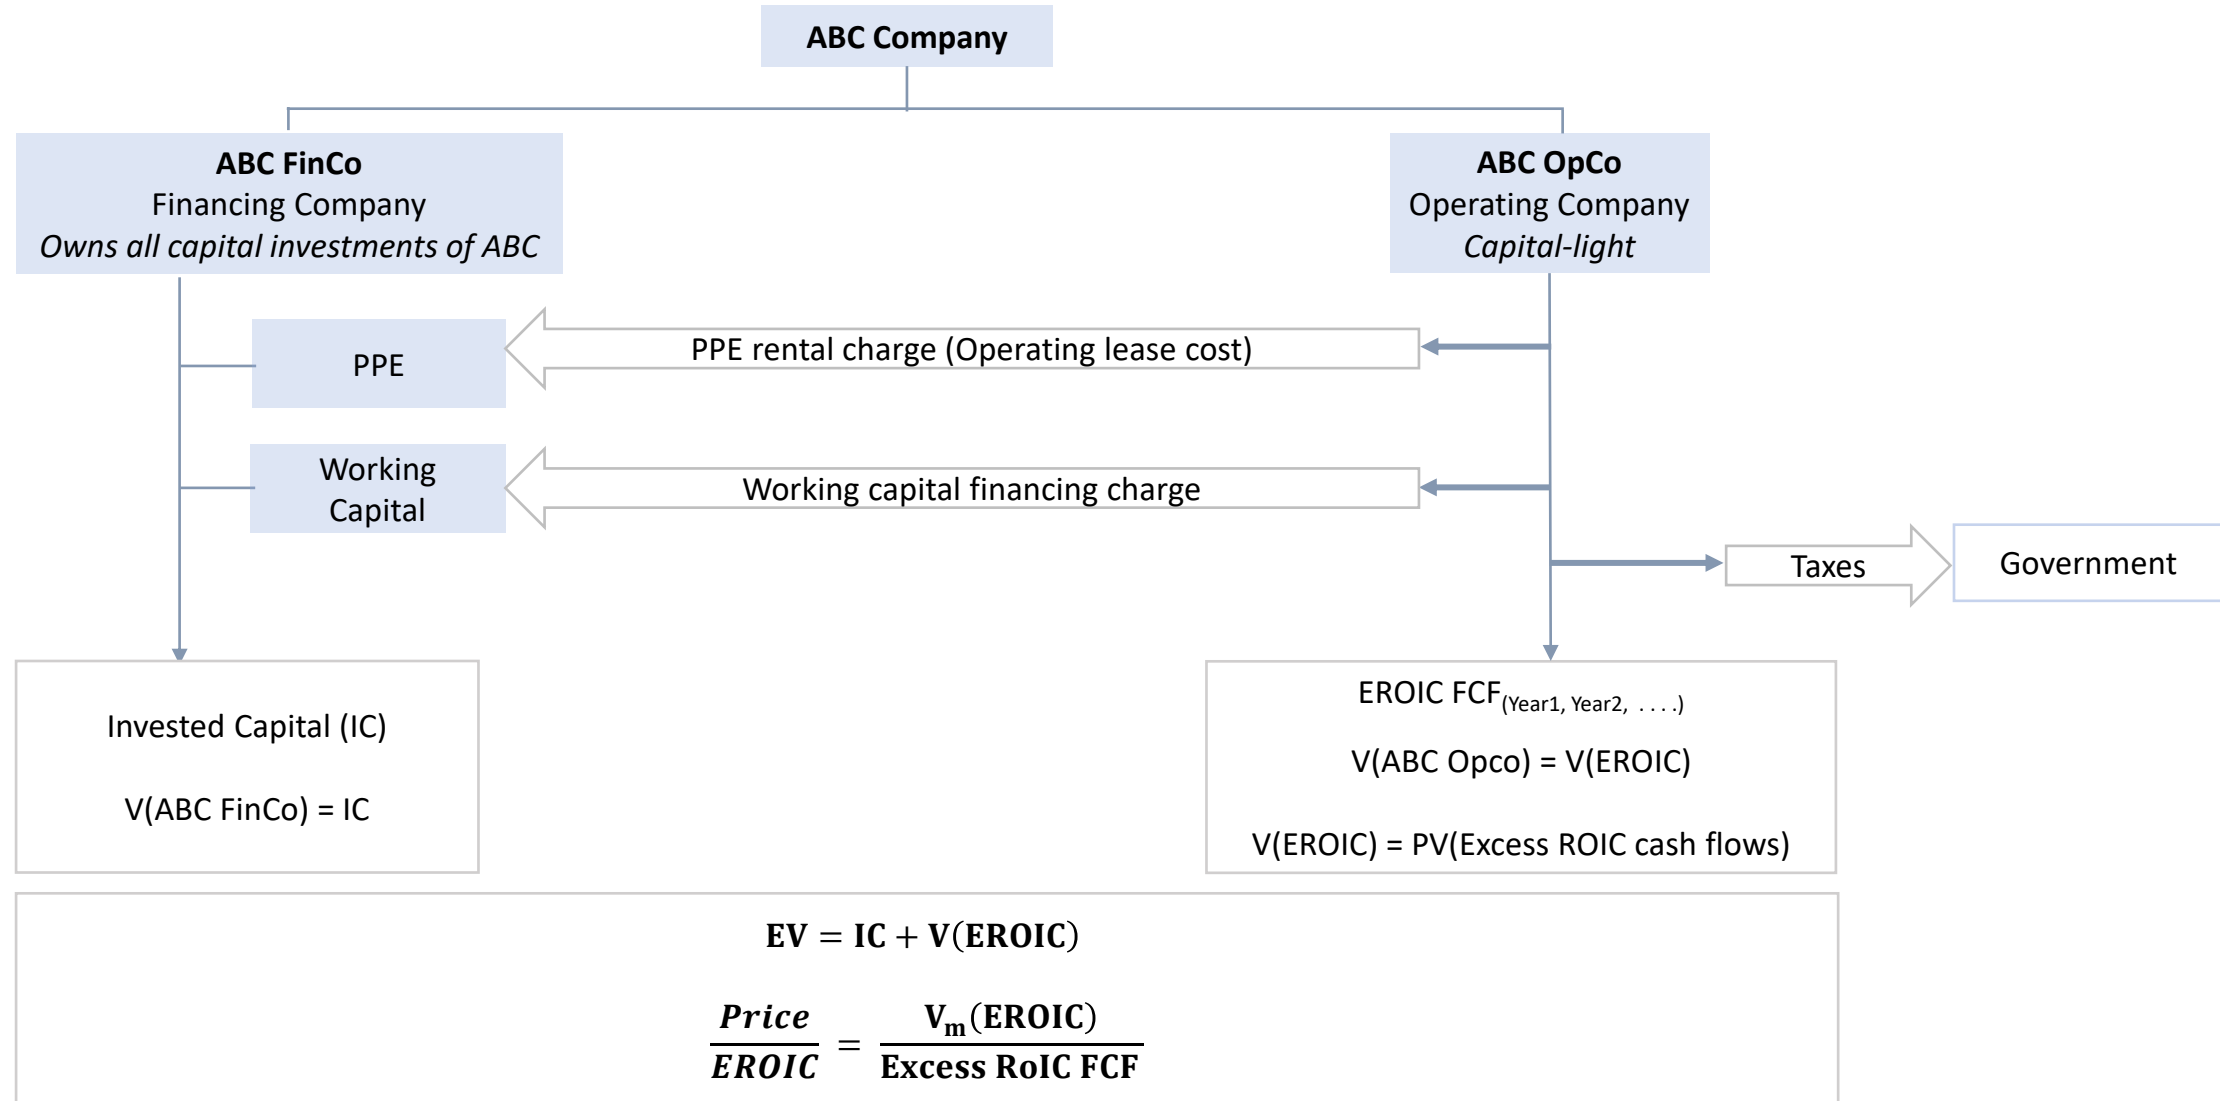 ABC Company
ABC FinCo
Financing Company
Owns all capital investments of ABC
ABC OpCo
Operating Company
Capital-light
PPE
PPE rental charge (Operating lease cost)
Working
Capital
Working capital financing charge
Taxes
Government
Invested Capital (IC)
V(ABC FinCo) = IC
EROIC FCF(Year1, Year2, . . . .)
V(ABC Opco) = V(EROIC)
V(EROIC) = PV(Excess ROIC cash flows)
EV = IC + V(EROIC)
Price/EROIC = Vm(EROIC)/Excess RoIC FCF